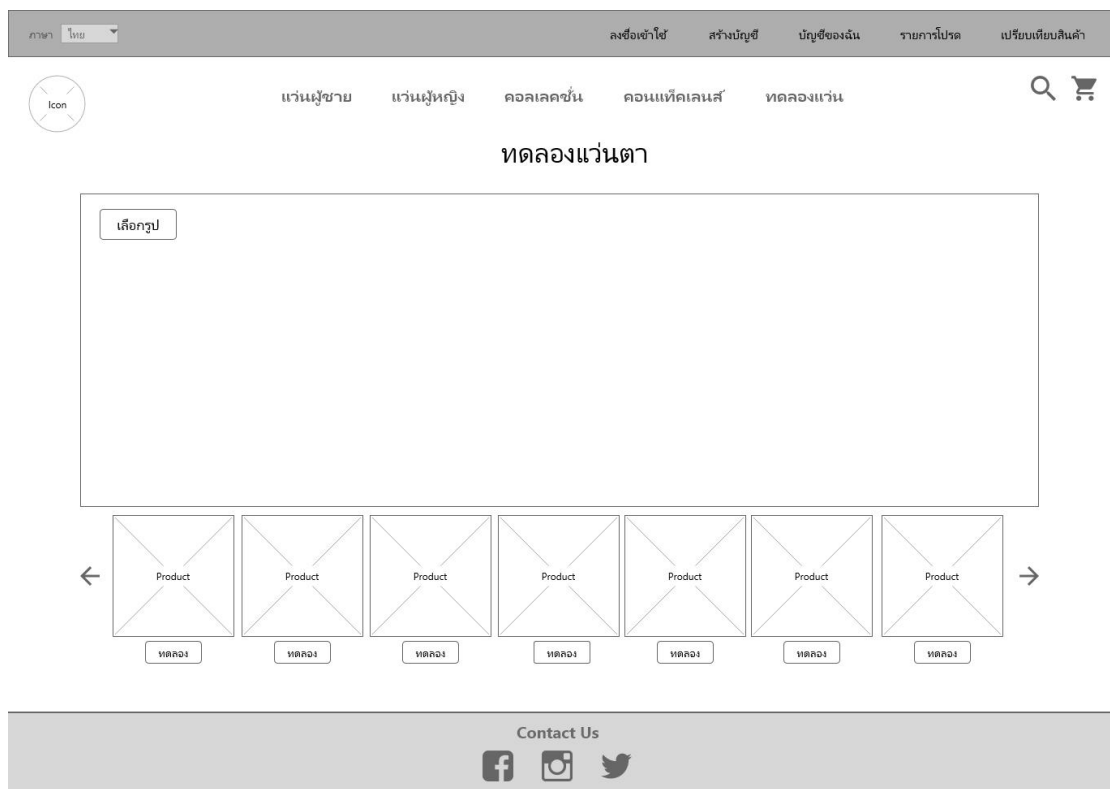 ภาษา ไทย ลงชื่อเข้าใช้ สร้างบัญชี บัญชีของฉัน รายการโปรด เปรียบเทียบสินค้า
Icon แว่นผู้ชาย แว่นผู้หญิง คอลเลคชั่น คอนแท็คเลนส์ ทดลองแว่น
ทดลองแว่นตา
เลือกรูป
Product Product Product Product Product Product Product
ทดลอง ทดลอง ทดลอง ทดลอง ทดลอง ทดลอง ทดลอง
Contact Us